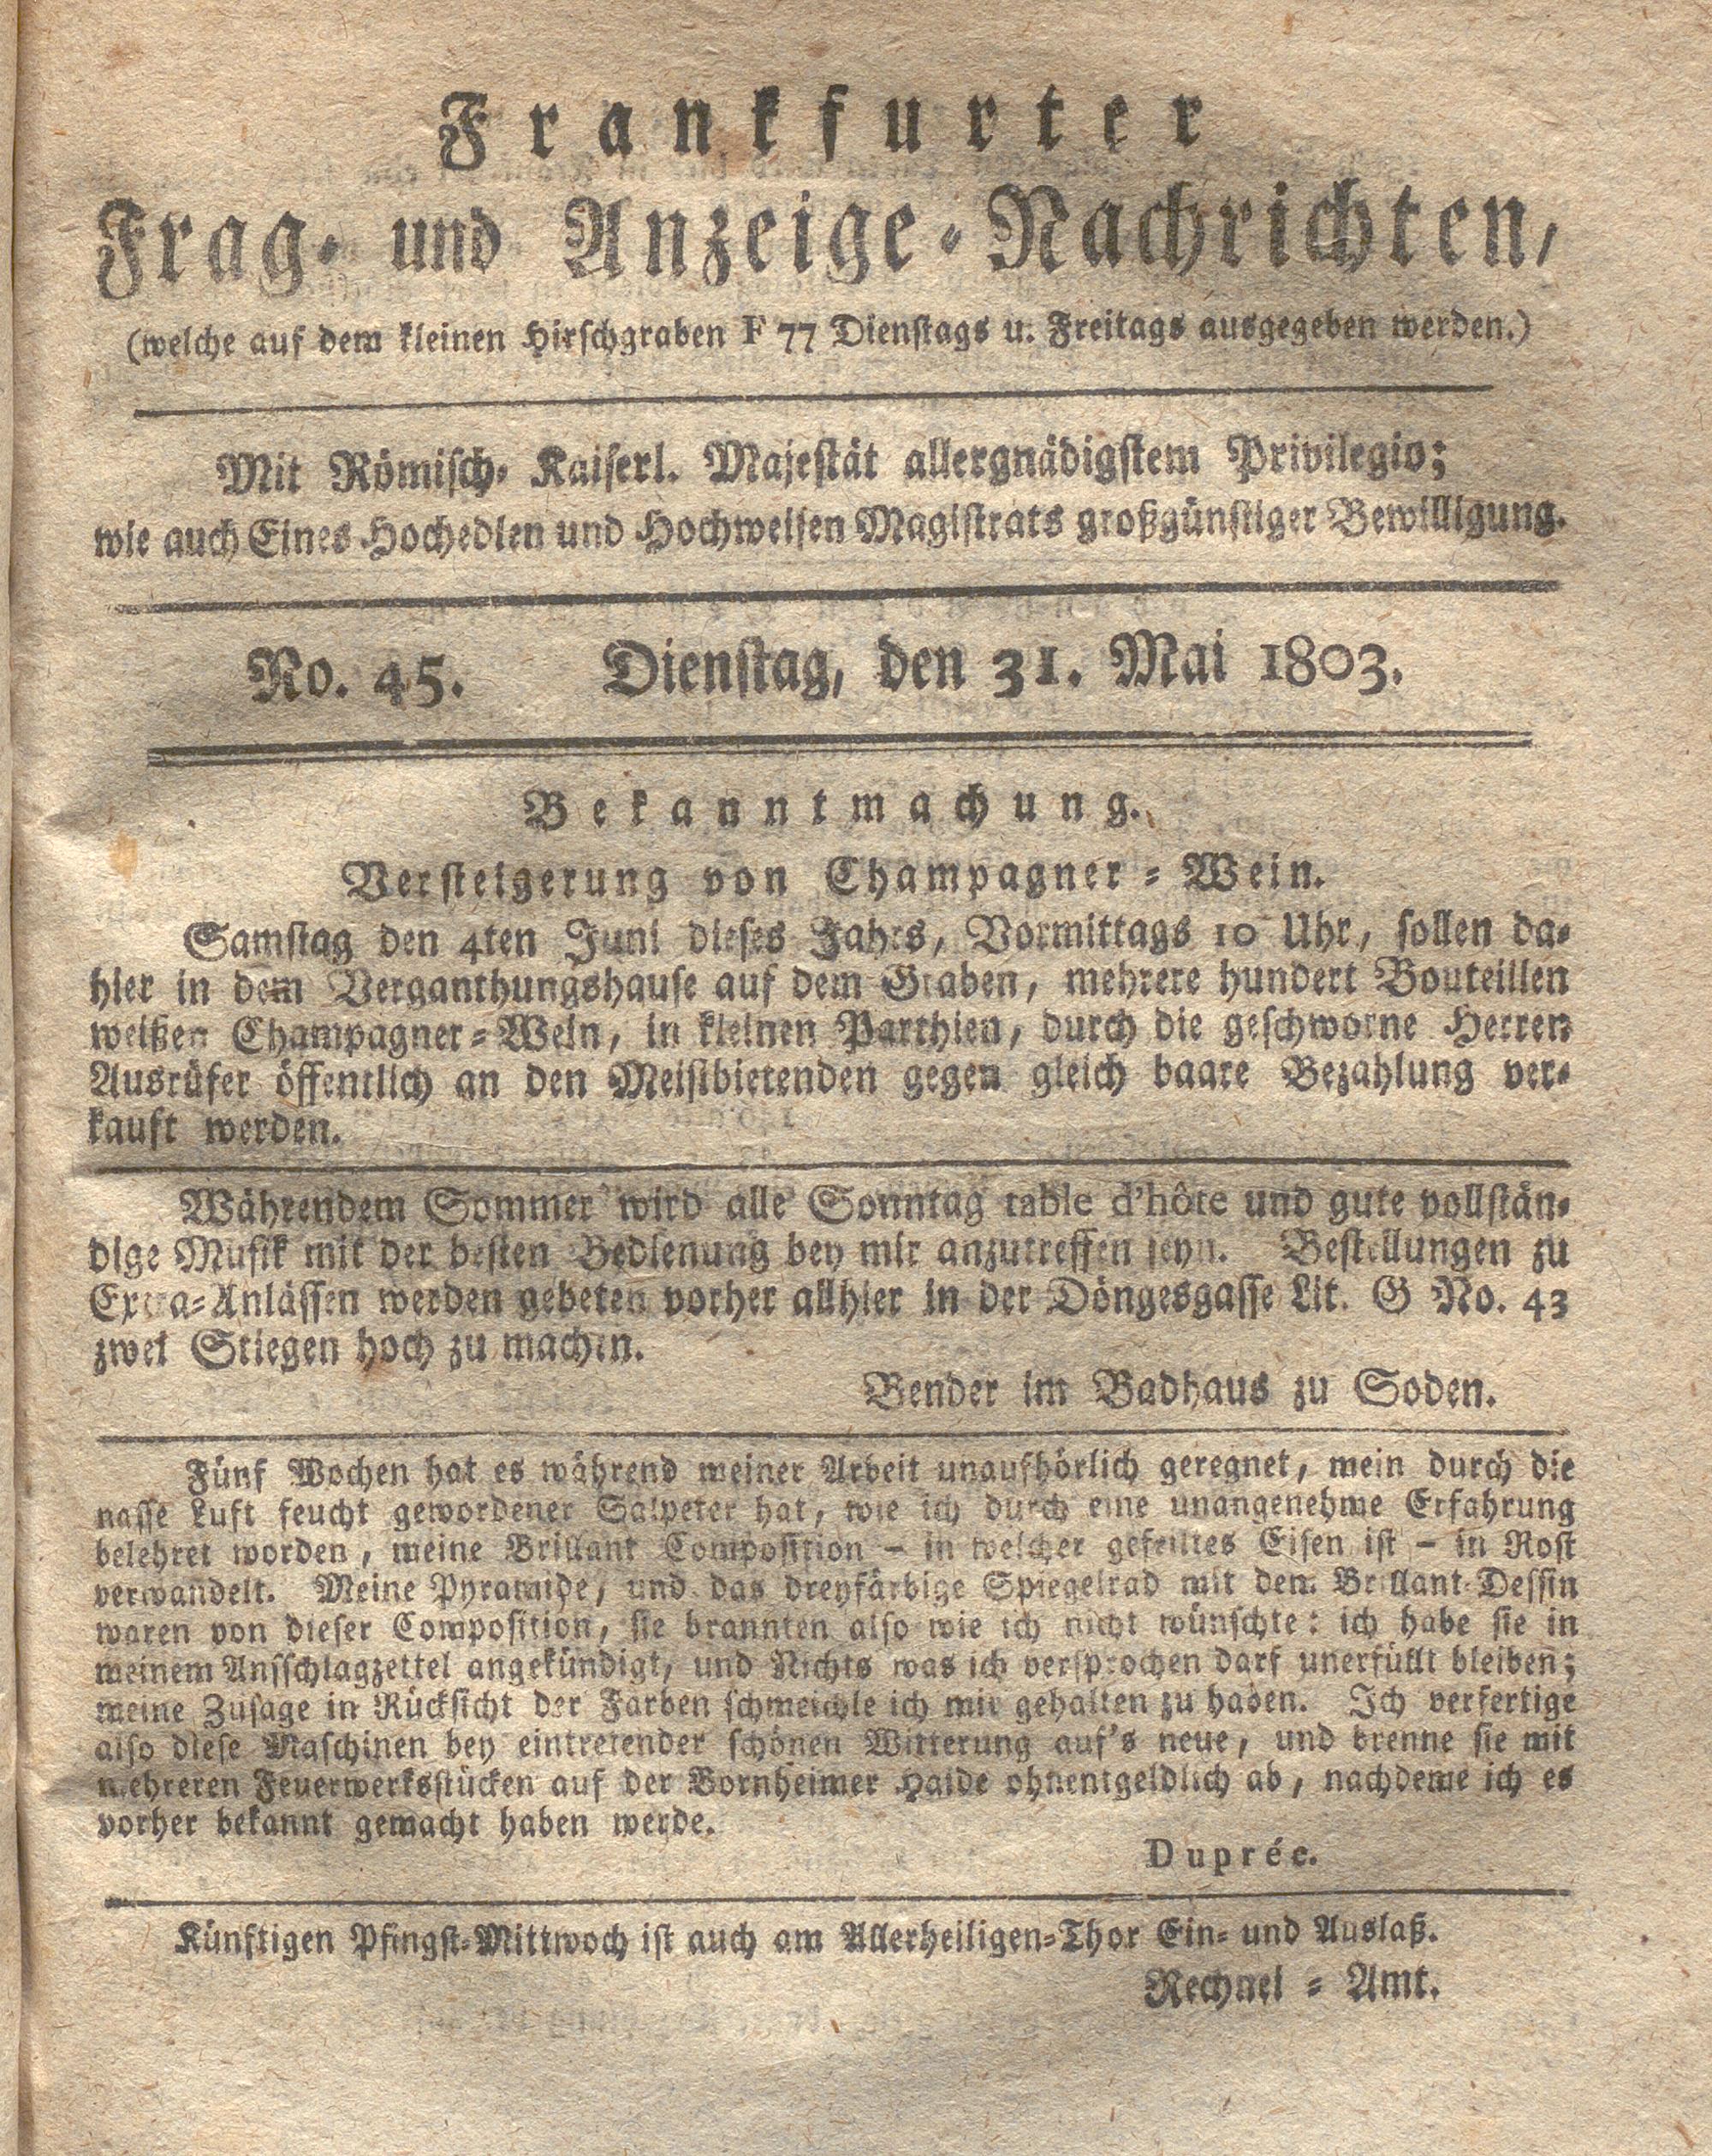 Frankfurter
Frag- und Anzeige-Nachrichten,
(welche auf dem kleinen Hirschgraben F 77 Dienstags u. Freitags ausgegeben werden.)
Mit Römisch- Kaiserl. Majestät allergnädigstem Privilegio;
wie auch Eines Hochedlen und Hochweisen Magistrats großgünstiger Bewilligung.
No. 45. Dienstag, den 31. Mai 1803.
Bekanntmachung.
Versteigerung von Champagner-Wein.
Samstag den 4ten Juni dieses Jahrs, Vormittags 10 Uhr, sollen da-
hier in dem Verganthungshause auf dem Graben, mehrere hundert Bouteillen
weißen Champagner-Wein, in kleinen Parthien, durch die geschworne Herren
Ausrüfer öffentlich an den Meistbietenden gegen gleich baare Bezahlung ver-
kauft werden.
Währendem Sommer wird alle Sonntag table d'hôte und gute vollstän-
dige Musik mit der besten Bedienung bey mir anzutreffen seyn. Bestellungen zu
Extra-Anlässen werden gebeten vorher allhier in der Döngesgasse Lit. G No. 43
zwei Stiegen hoch zu machen.
Bender im Badhaus zu Soden.
Fünf Wochen hat es während meiner Arbeit unaufhörlich geregnet, mein durch die
nasse Luft feucht gewordener Salpeter hat, wie ich durch eine unangenehme Erfahrung
belehret worden, meine Brillant Composition – in welcher gefeiltes Eisen ist – in Rost
verwandelt. Meine Pyramide, und das dreyfärbige Spiegelrad mit dem Brillant-Dessin
waren von dieser Composition, sie brannten also wie ich nicht wünschte: ich habe sie in
meinem Anschlagzettel angekündigt, und Nichts was ich versprochen darf unerfüllt bleiben;
meine Zusage in Rücksicht der Farben schmeichle ich mir gehalten zu haben. Ich verfertige
also diese Maschinen bey eintretender schönen Witterung auf's neue, und brenne sie mit
mehreren Feuerwerksstücken auf der Bornheimer Haide ohnentgeldlich ab, nachdeme ich es
vorher bekannt gemacht haben werde.
Duprée.
Künftigen Pfingst-Mittwoch ist auch am Allerheiligen-Thor Ein- und Auslaß.
Rechnei-Amt.